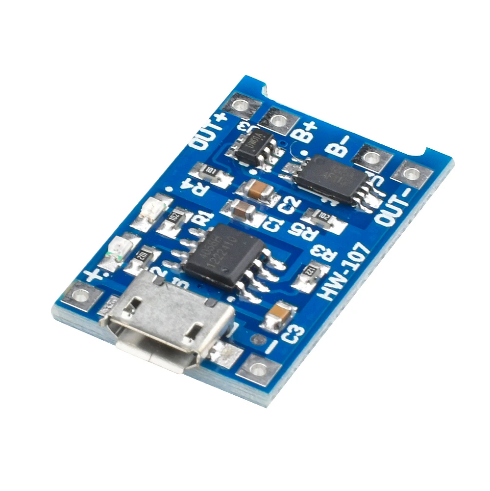 OUT+
B+
B-
OUT-
R4
C2
C1
R1
R5
R3
HW-107
+
-
C3